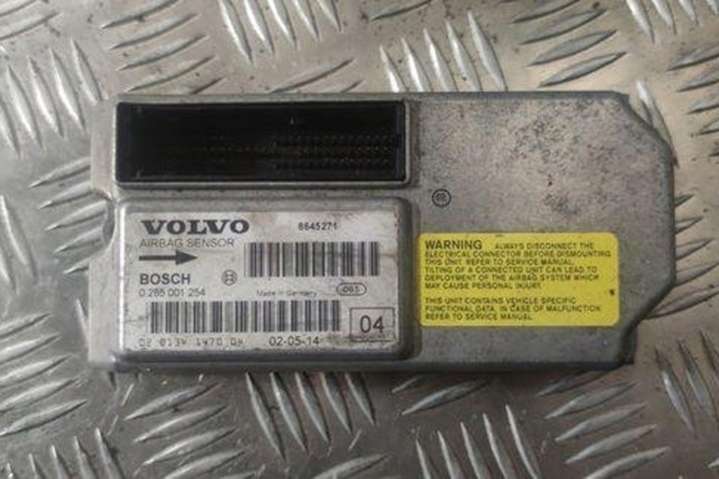 VOLVO
8645271
AIRBAG SENSOR
BOSCH
0 285 001 254
Made in Germany
02-05-14
04
WARNING ALWAYS DISCONNECT THE
ELECTRICAL CONNECTOR BEFORE DISMOUNTING
THIS UNIT. REFER TO SERVICE MANUAL.
TILTING OF A CONNECTED UNIT CAN LEAD TO
DEPLOYMENT OF THE AIRBAG SYSTEM WHICH
MAY CAUSE PERSONAL INJURY.
THIS UNIT CONTAINS VEHICLE SPECIFIC
FUNCTIONAL DATA. IN CASE OF MALFUNCTION
REFER TO SERVICE MANUAL.